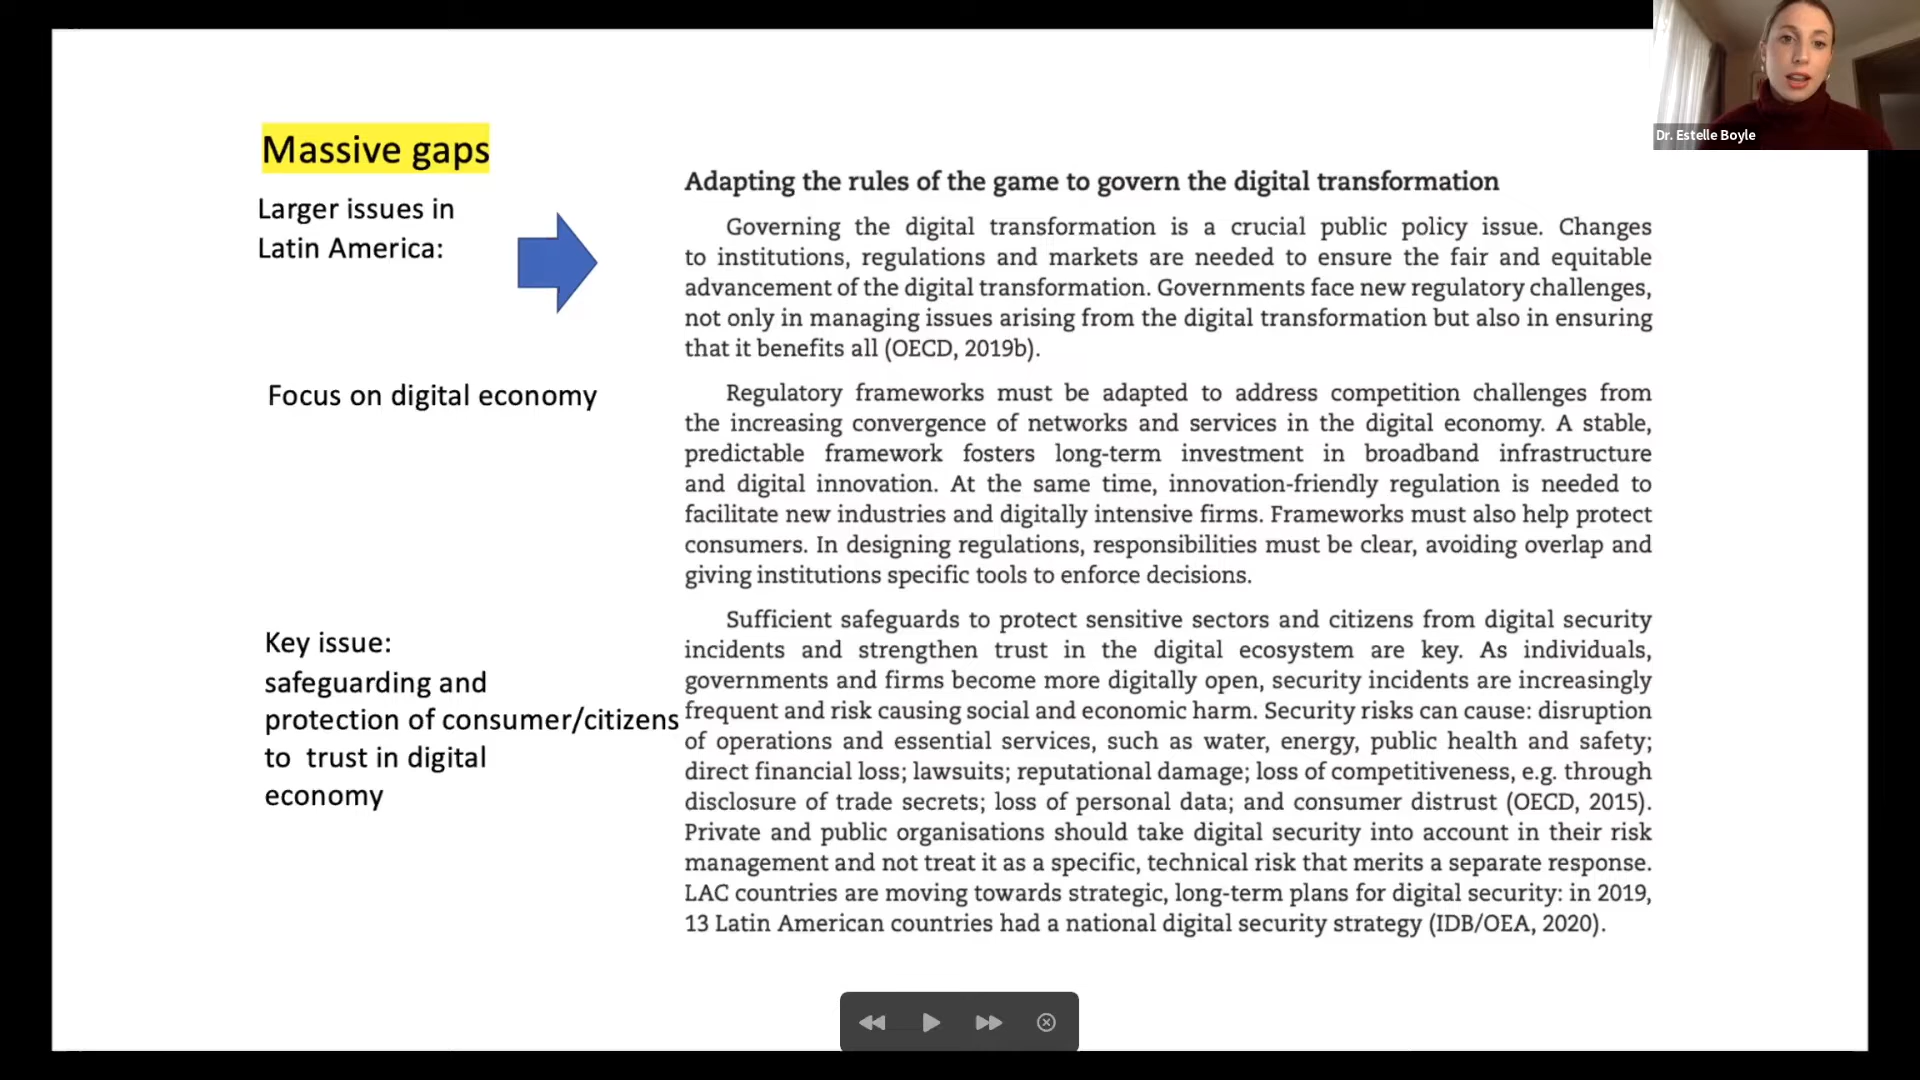 Dr. Estelle Boyle
Massive gaps
Larger issues in
Latin America:
Focus on digital economy
Key issue:
safeguarding and
protection of consumer/citizens
to  trust in digital
economy
Adapting the rules of the game to govern the digital transformation
Governing the digital transformation is a crucial public policy issue. Changes
to institutions, regulations and markets are needed to ensure the fair and equitable
advancement of the digital transformation. Governments face new regulatory challenges,
not only in managing issues arising from the digital transformation but also in ensuring
that it benefits all (OECD, 2019b).
Regulatory frameworks must be adapted to address competition challenges from
the increasing convergence of networks and services in the digital economy. A stable,
predictable framework fosters long-term investment in broadband infrastructure
and digital innovation. At the same time, innovation-friendly regulation is needed to
facilitate new industries and digitally intensive firms. Frameworks must also help protect
consumers. In designing regulations, responsibilities must be clear, avoiding overlap and
giving institutions specific tools to enforce decisions.
Sufficient safeguards to protect sensitive sectors and citizens from digital security
incidents and strengthen trust in the digital ecosystem are key. As individuals,
governments and firms become more digitally open, security incidents are increasingly
frequent and risk causing social and economic harm. Security risks can cause: disruption
of operations and essential services, such as water, energy, public health and safety;
direct financial loss; lawsuits; reputational damage; loss of competitiveness, e.g. through
disclosure of trade secrets; loss of personal data; and consumer distrust (OECD, 2015).
Private and public organisations should take digital security into account in their risk
management and not treat it as a specific, technical risk that merits a separate response.
LAC countries are moving towards strategic, long-term plans for digital security: in 2019,
13 Latin American countries had a national digital security strategy (IDB/OEA, 2020).